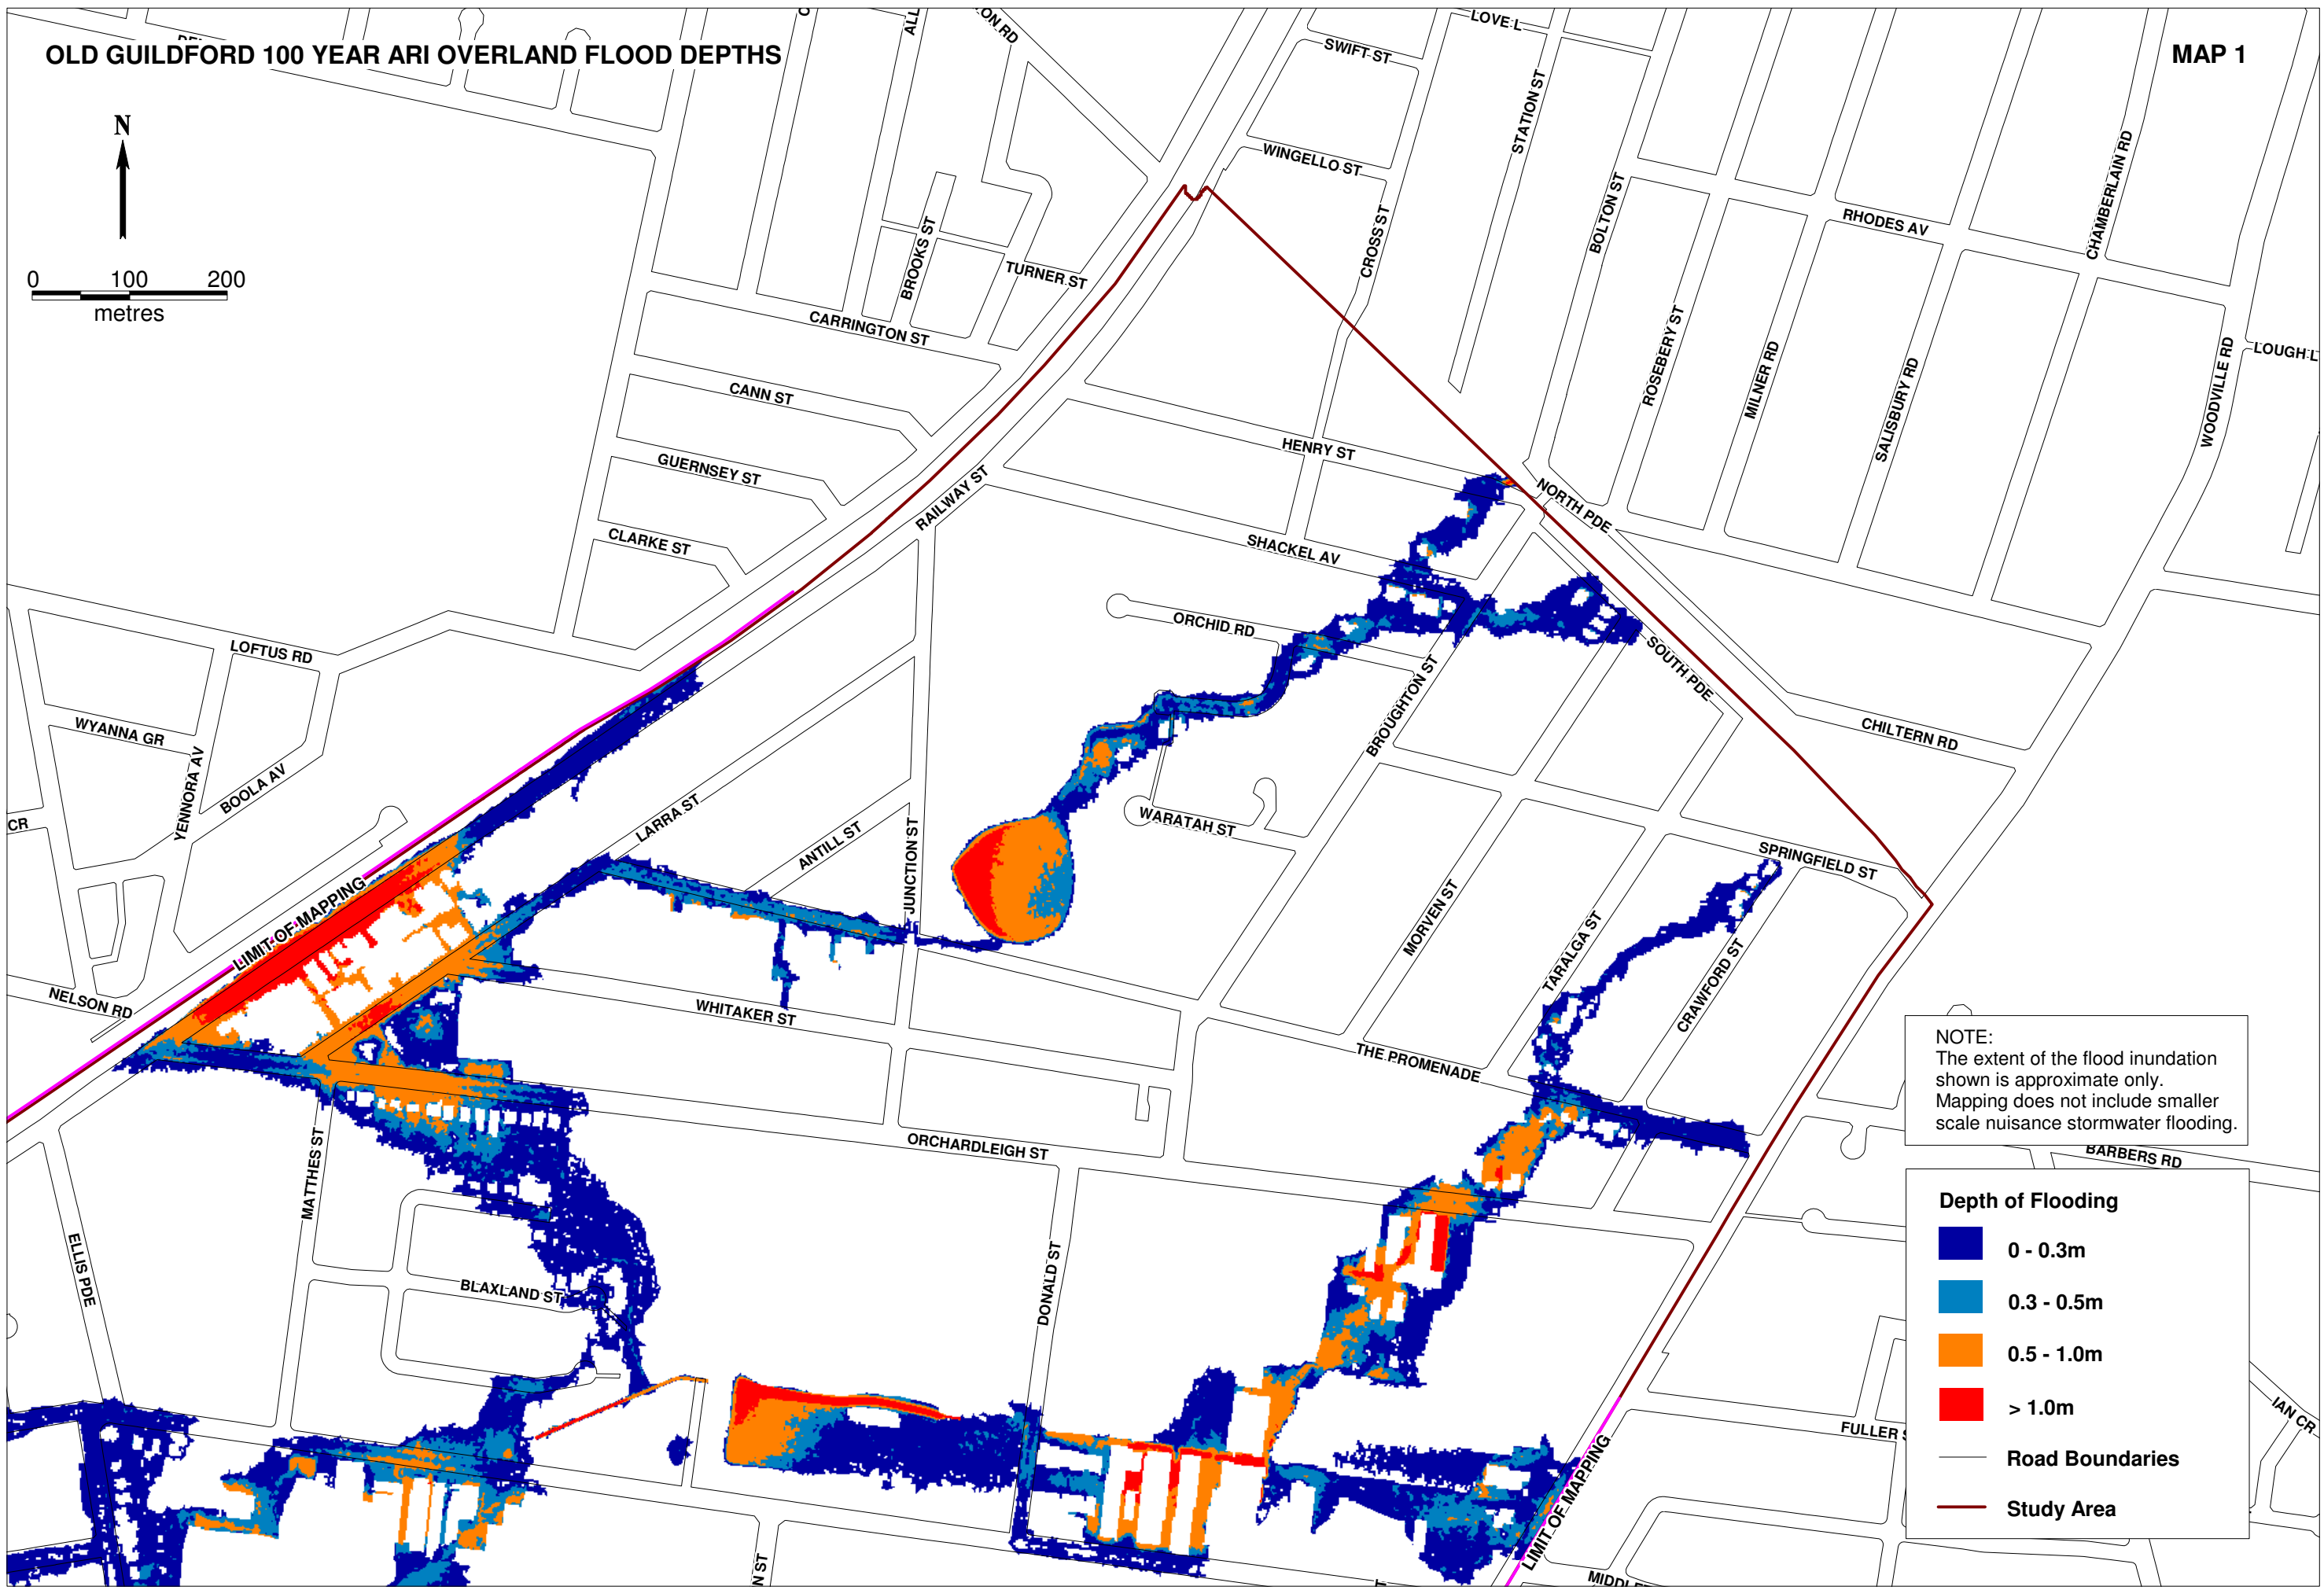 OLD GUILDFORD 100 YEAR ARI OVERLAND FLOOD DEPTHS
MAP 1
N
0 100 200
metres
LOVE L
SWIFT ST
STATION ST
WINGELLO ST
CHAMBERLAIN RD
BOLTON ST
RHODES AV
CROSS ST
BROOKS ST
TURNER ST
CARRINGTON ST
ROSEBERY ST
MILNER RD
SALISBURY RD
WOODVILLE RD
LOUGH L
CANN ST
HENRY ST
GUERNSEY ST
RAILWAY ST
NORTH PDE
CLARKE ST
SHACKEL AV
ORCHID RD
LOFTUS RD
SOUTH PDE
BROUGHTON ST
WYANNA GR
CHILTERN RD
YENNORA AV
BOOLA AV
CR
LARRA ST
ANTILL ST
JUNCTION ST
WARATAH ST
SPRINGFIELD ST
LIMIT OF MAPPING
MORVEN ST
TARALGA ST
CRAWFORD ST
NELSON RD
WHITAKER ST
THE PROMENADE
NOTE:
The extent of the flood inundation
shown is approximate only.
Mapping does not include smaller
scale nuisance stormwater flooding.
BARBERS RD
ORCHARDLEIGH ST
MATTHES ST
ELLIS PDE
BLAXLAND ST
DONALD ST
Depth of Flooding
0 - 0.3m
0.3 - 0.5m
0.5 - 1.0m
> 1.0m
Road Boundaries
Study Area
FULLER S
IAN CR
LIMIT OF MAPPING
N ST
MIDDLE